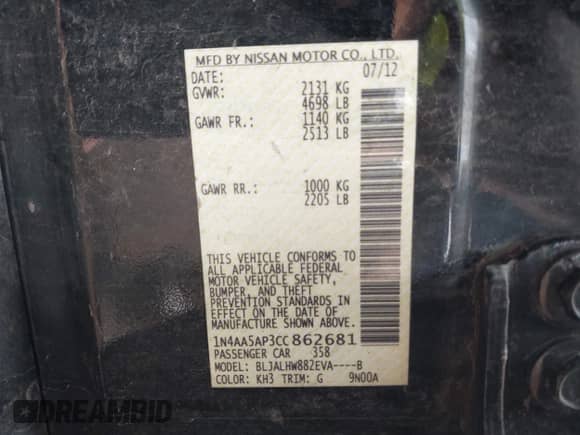 MFD BY NISSAN MOTOR CO., LTD.
DATE: 07/12
GVWR: 2131 KG
4698 LB
GAWR FR.: 1140 KG
2513 LB
GAWR RR.: 1000 KG
2205 LB
THIS VEHICLE CONFORMS TO
ALL APPLICABLE FEDERAL
MOTOR VEHICLE SAFETY,
BUMPER, AND THEFT
PREVENTION STANDARDS IN
EFFECT ON THE DATE OF
MANUFACTURE SHOWN ABOVE.
1N4AA5AP3CC862681
PASSENGER CAR 358
MODEL: BLJALHW882EVA----B
COLOR: KH3 TRIM: G 9N00A
DREAMBID